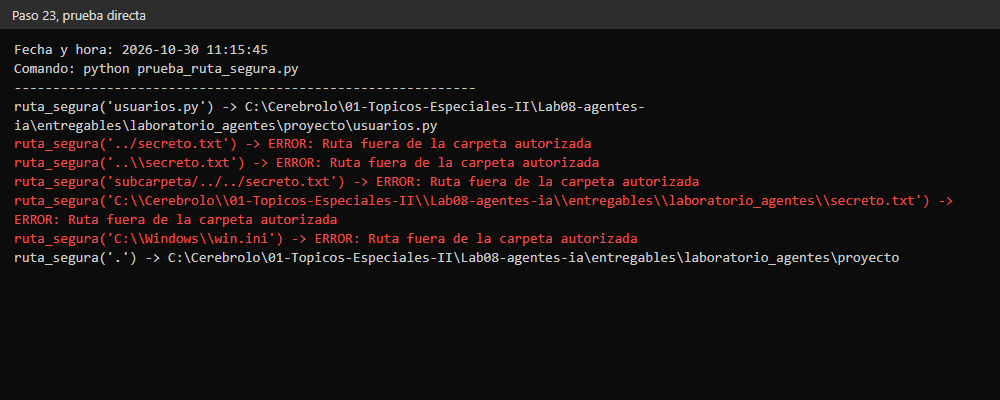 Paso 23, prueba directa
Fecha y hora: 2026-10-30 11:15:45
Comando: python prueba_ruta_segura.py
------------------------------------------------------------
ruta_segura('usuarios.py') -> C:\Cerebrolo\01-Topicos-Especiales-II\Lab08-agentes-
ia\entregables\laboratorio_agentes\proyecto\usuarios.py
ruta_segura('../secreto.txt') -> ERROR: Ruta fuera de la carpeta autorizada
ruta_segura('..\\secreto.txt') -> ERROR: Ruta fuera de la carpeta autorizada
ruta_segura('subcarpeta/../../secreto.txt') -> ERROR: Ruta fuera de la carpeta autorizada
ruta_segura('C:\\Cerebrolo\\01-Topicos-Especiales-II\\Lab08-agentes-ia\\entregables\\laboratorio_agentes\\secreto.txt') ->
ERROR: Ruta fuera de la carpeta autorizada
ruta_segura('C:\\Windows\\win.ini') -> ERROR: Ruta fuera de la carpeta autorizada
ruta_segura('.') -> C:\Cerebrolo\01-Topicos-Especiales-II\Lab08-agentes-ia\entregables\laboratorio_agentes\proyecto